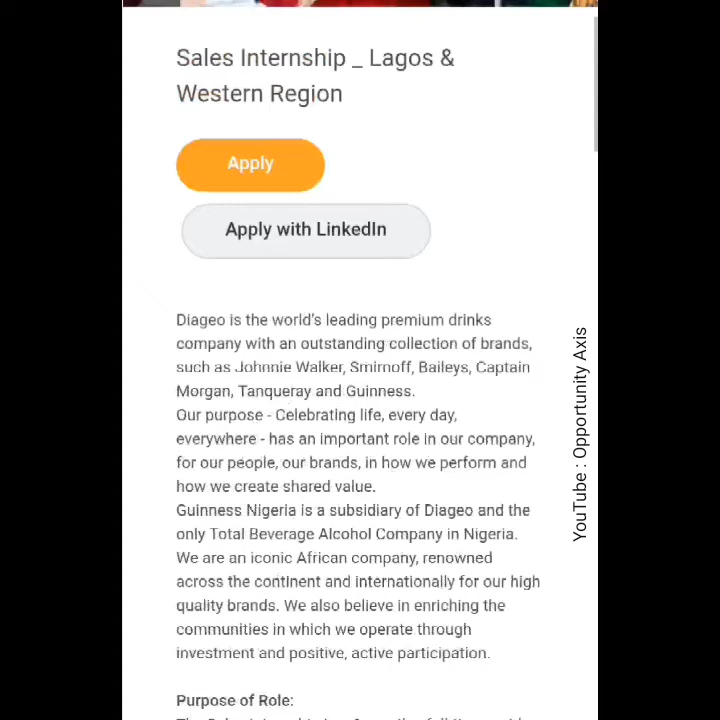 Sales Internship _ Lagos &
Western Region
Apply
Apply with LinkedIn
Diageo is the world's leading premium drinks
company with an outstanding collection of brands,
such as Johnnie Walker, Smirnoff, Baileys, Captain
Morgan, Tanqueray and Guinness.
Our purpose - Celebrating life, every day,
everywhere - has an important role in our company,
for our people, our brands, in how we perform and
how we create shared value.
Guinness Nigeria is a subsidiary of Diageo and the
only Total Beverage Alcohol Company in Nigeria.
We are an iconic African company, renowned
across the continent and internationally for our high
quality brands. We also believe in enriching the
communities in which we operate through
investment and positive, active participation.
Purpose of Role:
YouTube : Opportunity Axis